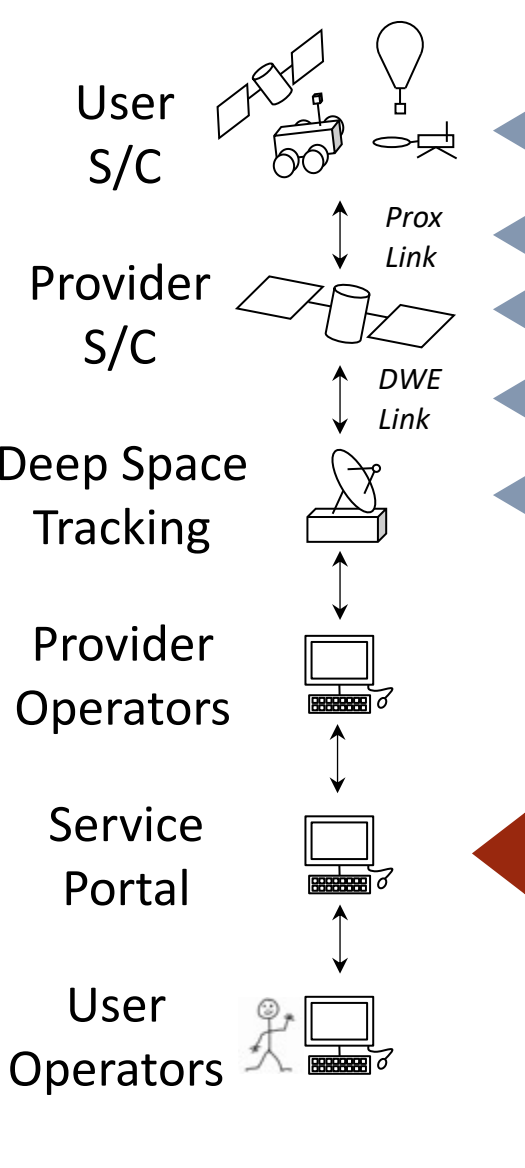 User
S/C
Prox
Link
Provider
S/C
DWE
Link
Deep Space
Tracking
Provider
Operators
Service
Portal
User
Operators